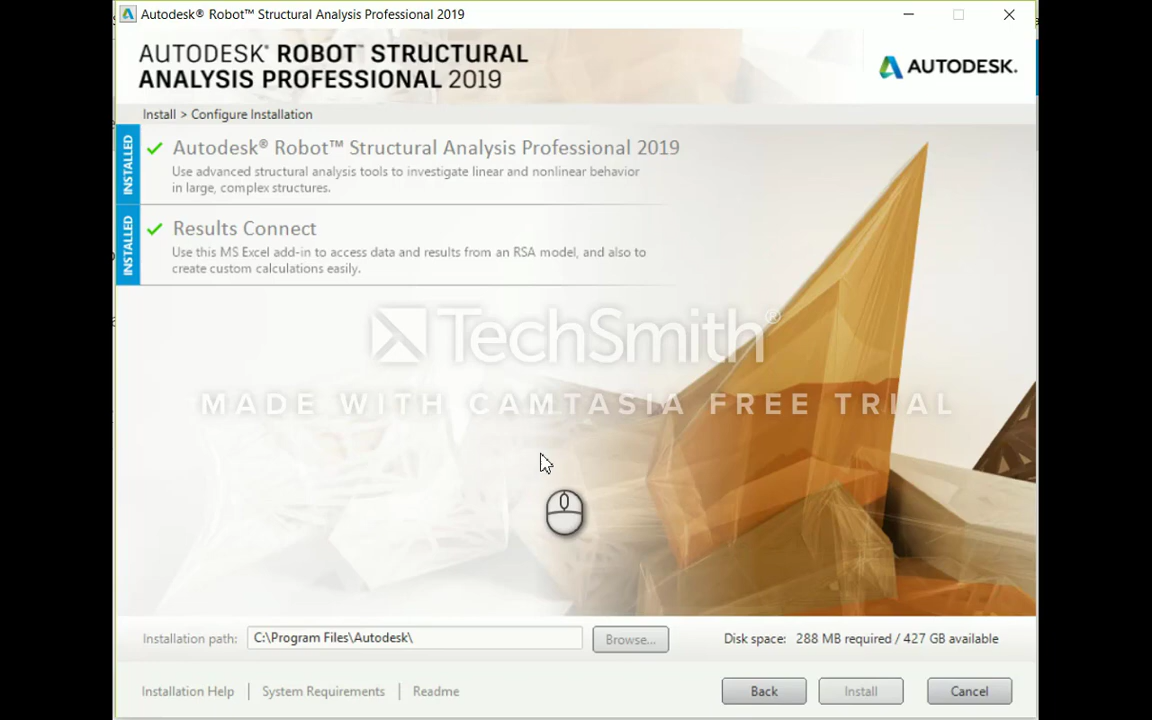 Autodesk® Robot™ Structural Analysis Professional 2019
AUTODESK® ROBOT™ STRUCTURAL
ANALYSIS PROFESSIONAL 2019
AUTODESK.
Install > Configure Installation
INSTALLED
Autodesk® Robot™ Structural Analysis Professional 2019
Use advanced structural analysis tools to investigate linear and nonlinear behavior
in large, complex structures.
INSTALLED
Results Connect
Use this MS Excel add-in to access data and results from an RSA model, and also to
create custom calculations easily.
TechSmith®
MADE WITH CAMTASIA FREE TRIAL
Installation path: C:\Program Files\Autodesk\ Browse... Disk space: 288 MB required / 427 GB available
Installation Help | System Requirements | Readme Back Install Cancel